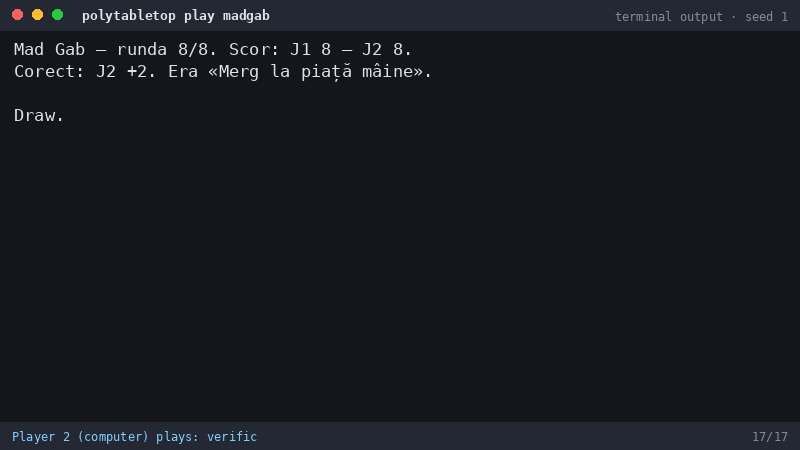 polytabletop play madgab
terminal output · seed 1
Mad Gab — runda 8/8. Scor: J1 8 — J2 8.
Corect: J2 +2. Era «Merg la piață mâine».
Draw.
Player 2 (computer) plays: verific
17/17